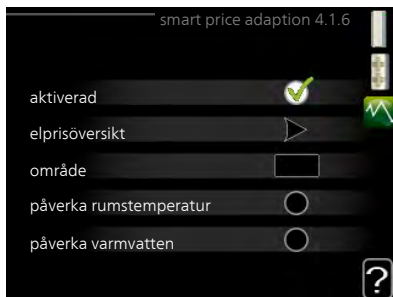 smart price adaption 4.1.6
aktiverad
elprisöversikt
område
påverka rumstemperatur
påverka varmvatten
?